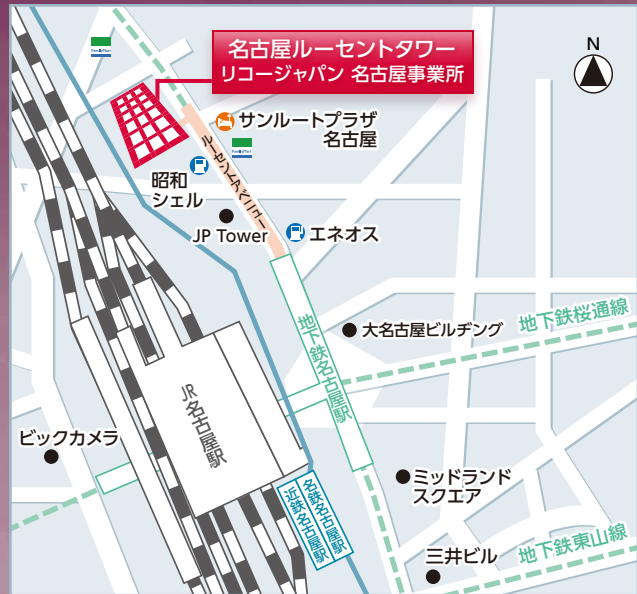 名古屋ルーセントタワー
リコージャパン 名古屋事業所
N
FamilyMart
サンルートプラザ
名古屋
FamilyMart
ルーセントアベニュー
昭和
シェル
JP Tower
エネオス
地下鉄名古屋駅
大名古屋ビルヂング
地下鉄桜通線
JR名古屋駅
ビックカメラ
ミッドランド
スクエア
名鉄名古屋駅
近鉄名古屋駅
三井ビル
地下鉄東山線